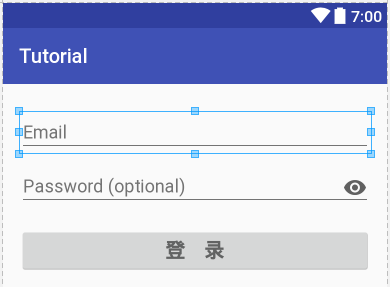 7:00
Tutorial
Email
Password (optional)
登 录